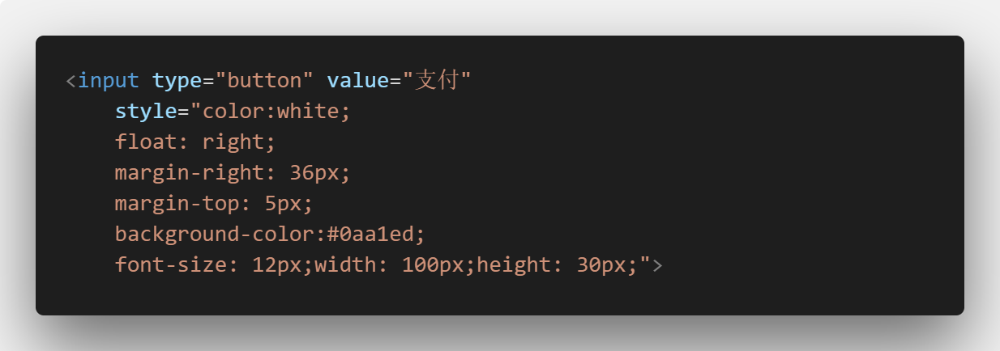 <input type="button" value="支付"
style="color:white;
float: right;
margin-right: 36px;
margin-top: 5px;
background-color:#0aa1ed;
font-size: 12px;width: 100px;height: 30px;">